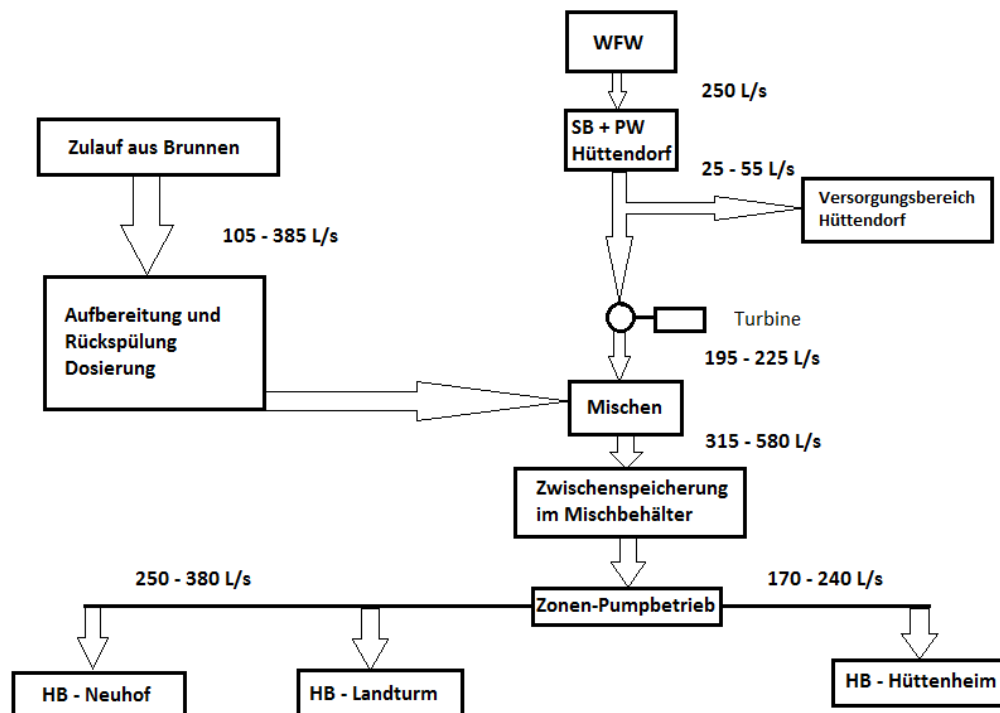 WFW
250 L/s
SB + PW
Hüttendorf
Zulauf aus Brunnen
25 - 55 L/s
Versorgungsbereich
Hüttendorf
105 - 385 L/s
Aufbereitung und
Rückspülung
Dosierung
Turbine
195 - 225 L/s
Mischen
315 - 580 L/s
Zwischenspeicherung
im Mischbehälter
250 - 380 L/s
170 - 240 L/s
Zonen-Pumpbetrieb
HB - Neuhof
HB - Landturm
HB - Hüttenheim